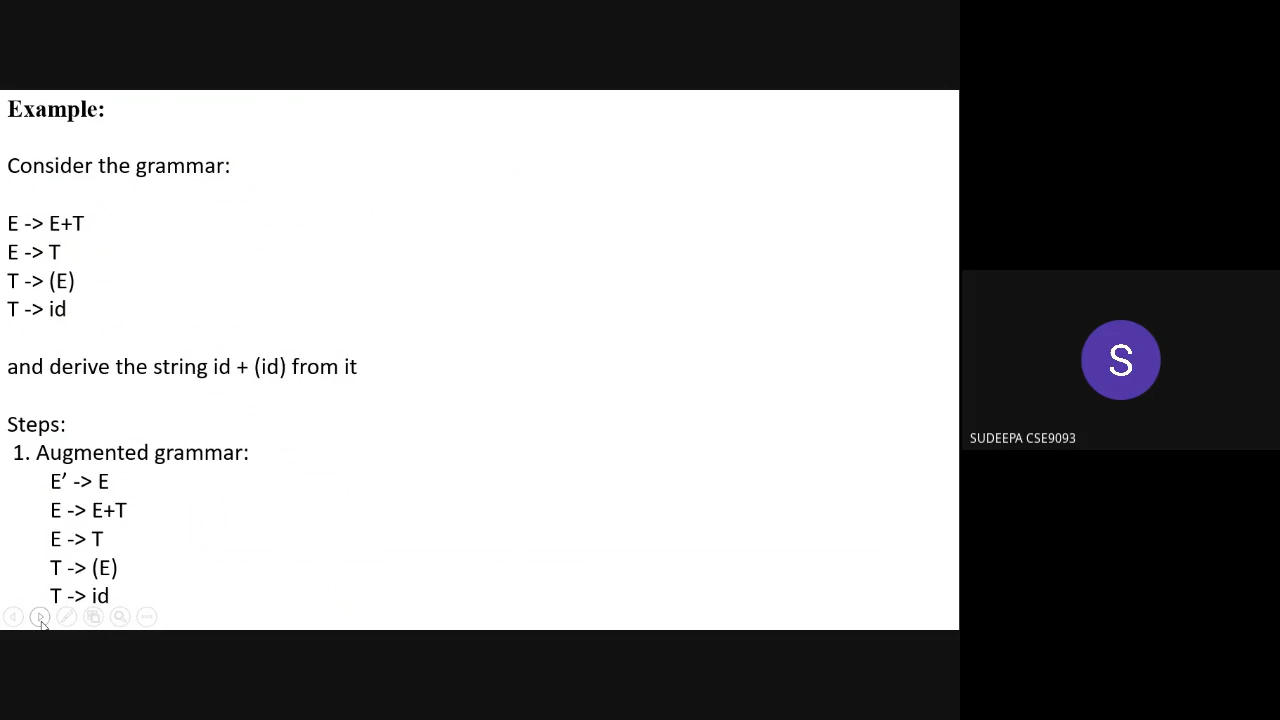 Example:
Consider the grammar:
E -> E+T
E -> T
T -> (E)
T -> id
and derive the string id + (id) from it
Steps:
1. Augmented grammar:
E’ -> E
E -> E+T
E -> T
T -> (E)
T -> id
S
SUDEEPA CSE9093